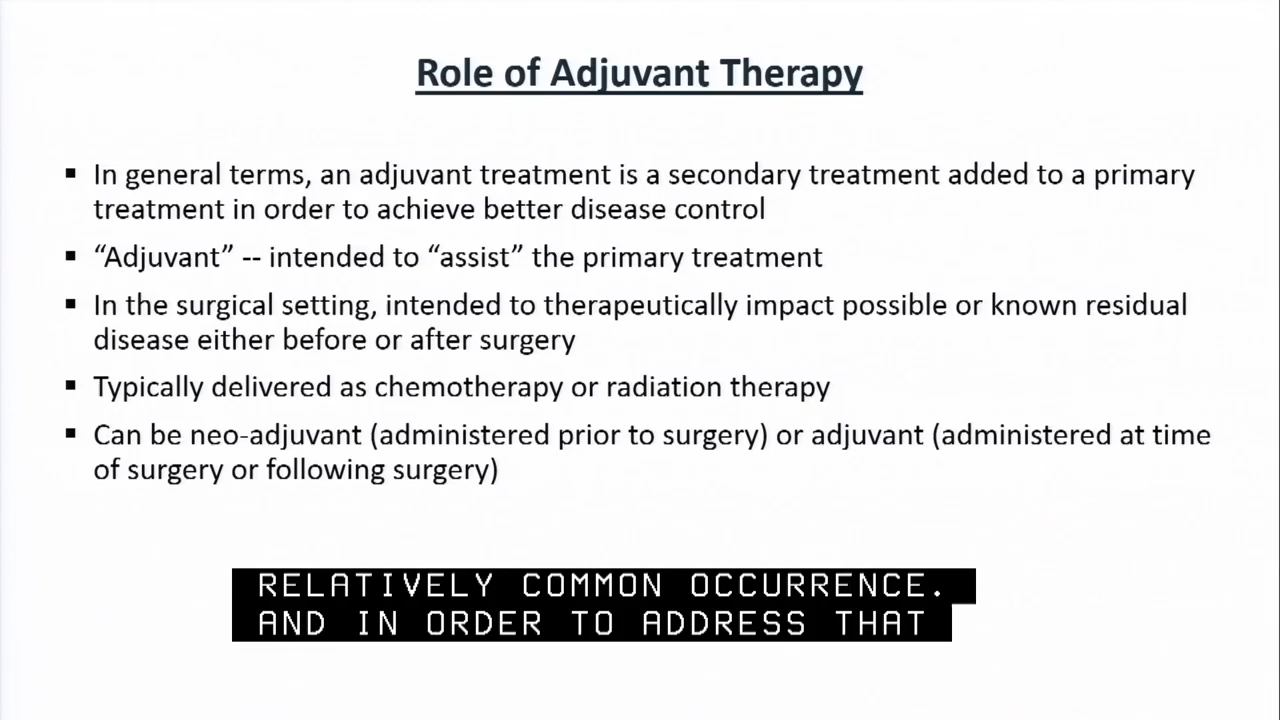 Role of Adjuvant Therapy
▪ In general terms, an adjuvant treatment is a secondary treatment added to a primary
treatment in order to achieve better disease control
▪ “Adjuvant” -- intended to “assist” the primary treatment
▪ In the surgical setting, intended to therapeutically impact possible or known residual
disease either before or after surgery
▪ Typically delivered as chemotherapy or radiation therapy
▪ Can be neo-adjuvant (administered prior to surgery) or adjuvant (administered at time
of surgery or following surgery)
RELATIVELY COMMON OCCURRENCE.
AND IN ORDER TO ADDRESS THAT